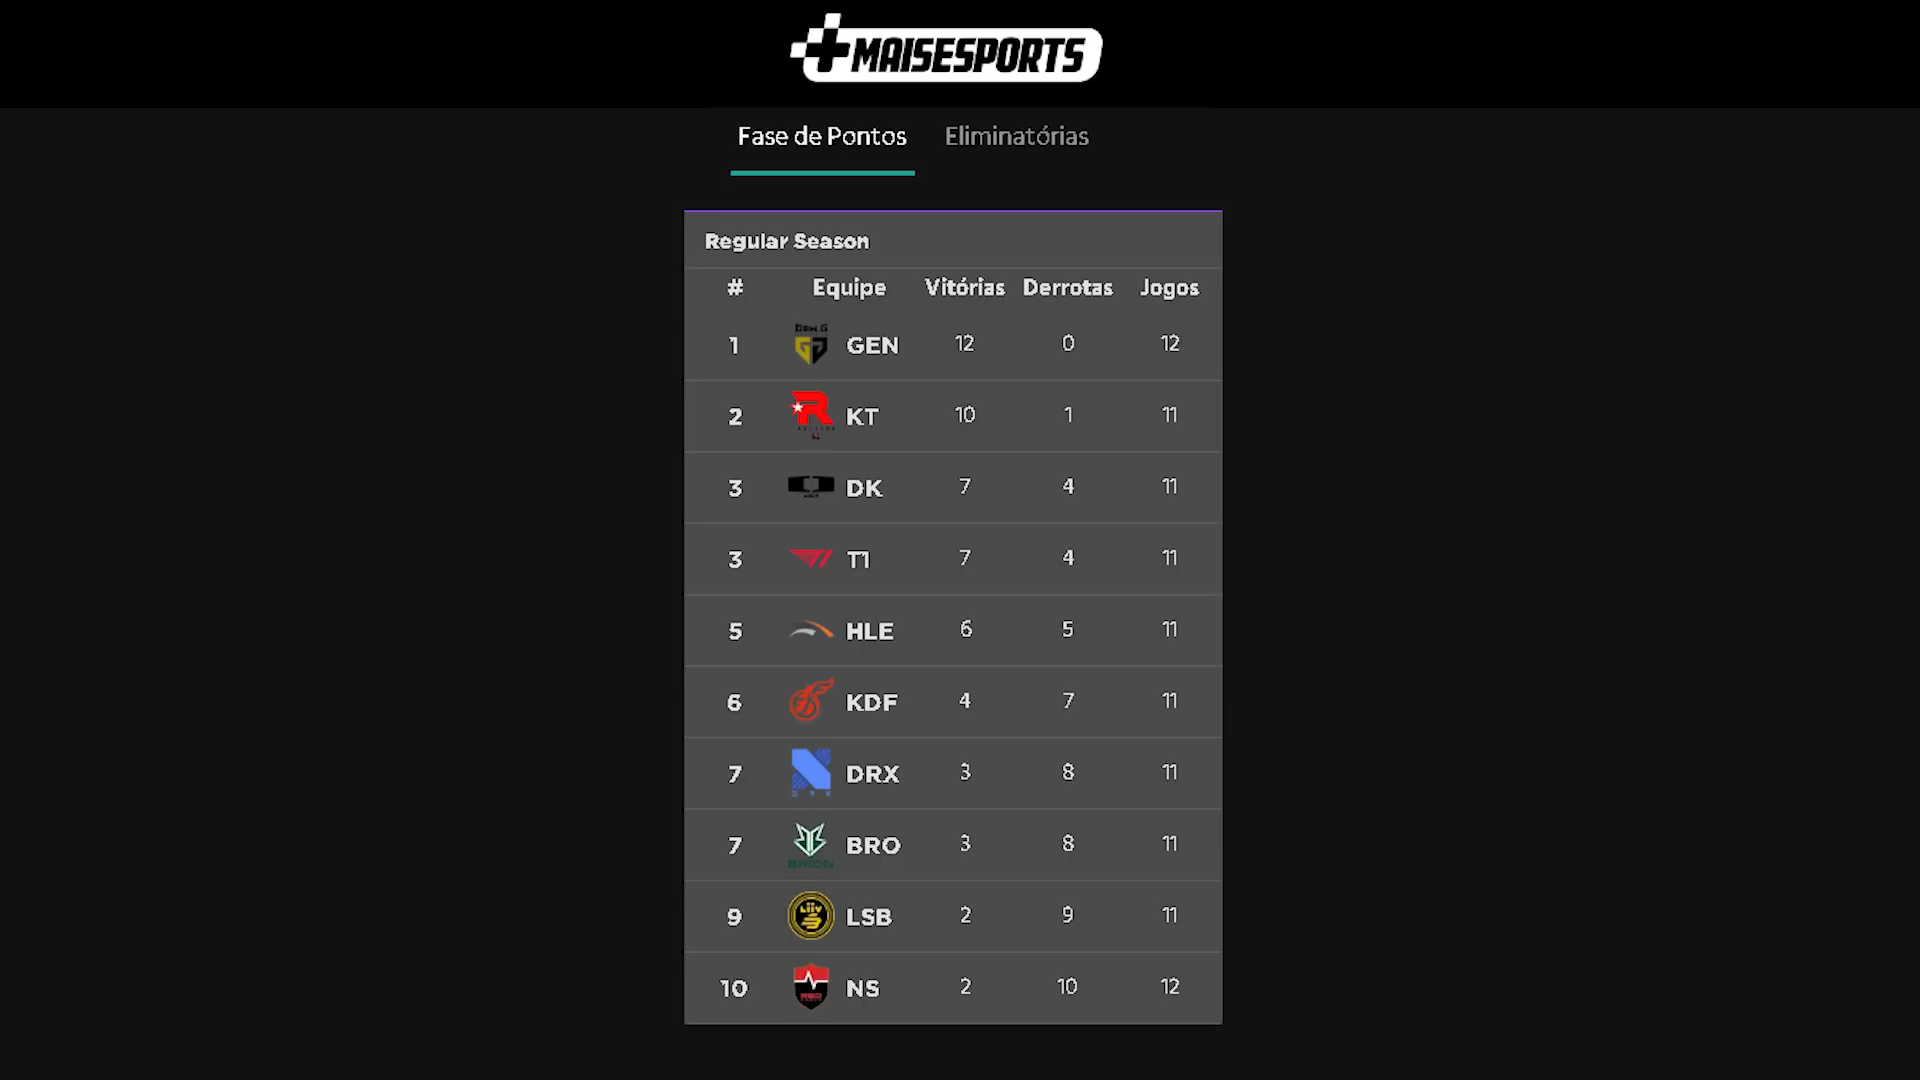 MAISESPORTS
Fase de Pontos Eliminatórias
Regular Season
# Equipe Vitórias Derrotas Jogos
1 GEN.G GEN 12 0 12
2 KT 10 1 11
3 DK 7 4 11
3 T1 7 4 11
5 HLE 6 5 11
6 KDF 4 7 11
7 DRX DRX 3 8 11
7 BRION BRO 3 8 11
9 LSB 2 9 11
10 NS 2 10 12